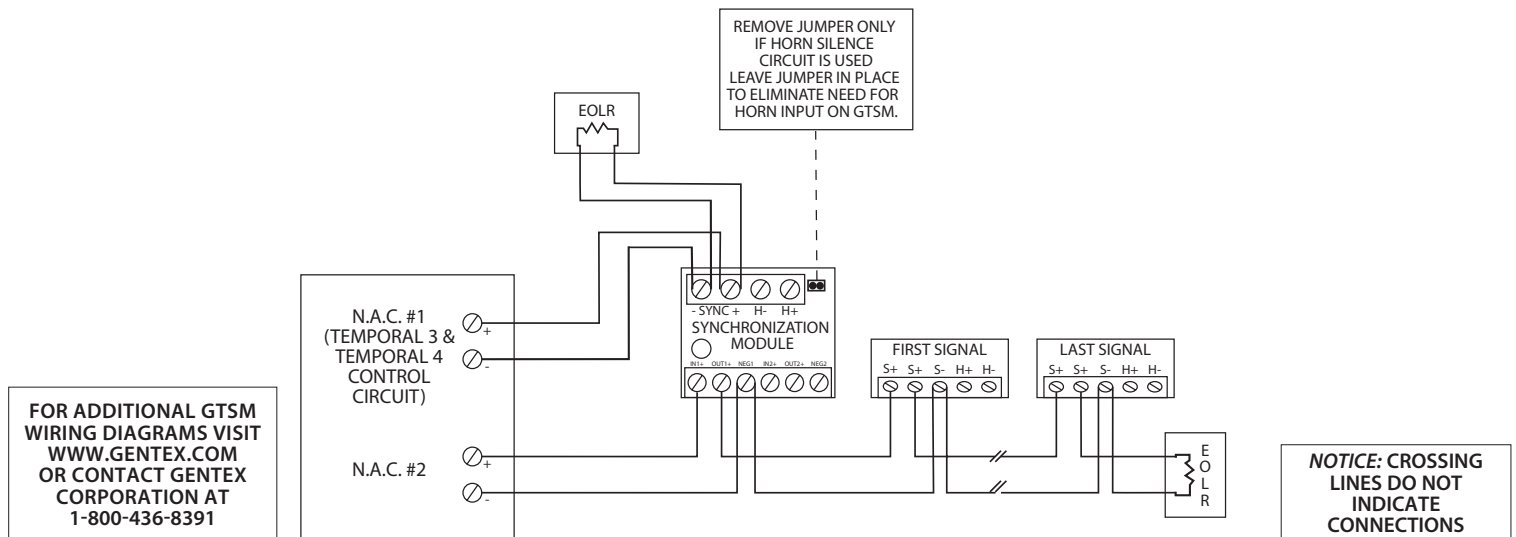 REMOVE JUMPER ONLY
IF HORN SILENCE
CIRCUIT IS USED
LEAVE JUMPER IN PLACE
TO ELIMINATE NEED FOR
HORN INPUT ON GTSM.
EOLR
N.A.C. #1
(TEMPORAL 3 &
TEMPORAL 4
CONTROL
CIRCUIT)
+
-
- SYNC + H- H+
SYNCHRONIZATION
MODULE
IN1+ OUT1+ NEG1 IN2+ OUT2+ NEG2
FIRST SIGNAL
S+ S+ S- H+ H-
LAST SIGNAL
S+ S+ S- H+ H-
FOR ADDITIONAL GTSM
WIRING DIAGRAMS VISIT
WWW.GENTEX.COM
OR CONTACT GENTEX
CORPORATION AT
1-800-436-8391
N.A.C. #2
+
-
E
O
L
R
NOTICE: CROSSING
LINES DO NOT
INDICATE
CONNECTIONS